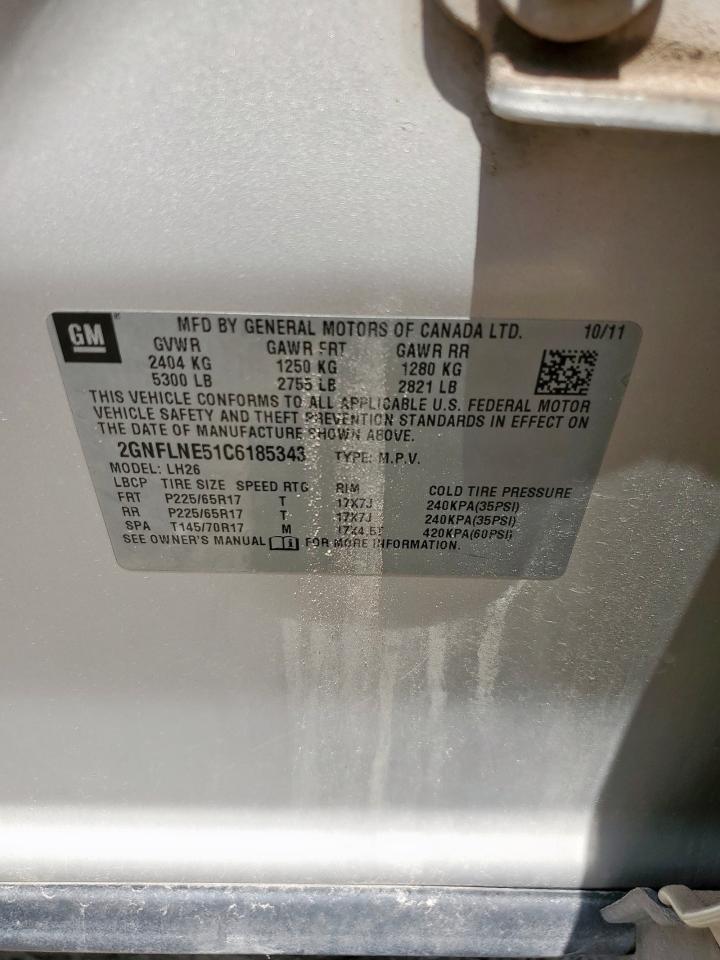 GM ® MFD BY GENERAL MOTORS OF CANADA LTD. 10/11
GVWR GAWR FRT GAWR RR
2404 KG 1250 KG 1280 KG
5300 LB 2755 LB 2821 LB
THIS VEHICLE CONFORMS TO ALL APPLICABLE U.S. FEDERAL MOTOR
VEHICLE SAFETY AND THEFT PREVENTION STANDARDS IN EFFECT ON
THE DATE OF MANUFACTURE SHOWN ABOVE.
2GNFLNE51C6185343 TYPE: M.P.V.
MODEL: LH26
LBCP TIRE SIZE SPEED RTG RIM COLD TIRE PRESSURE
FRT P225/65R17 T 17X7J 240KPA(35PSI)
RR P225/65R17 T 17X7J 240KPA(35PSI)
SPA T145/70R17 M 17X4.5T 420KPA(60PSI)
SEE OWNER'S MANUAL FOR MORE INFORMATION.